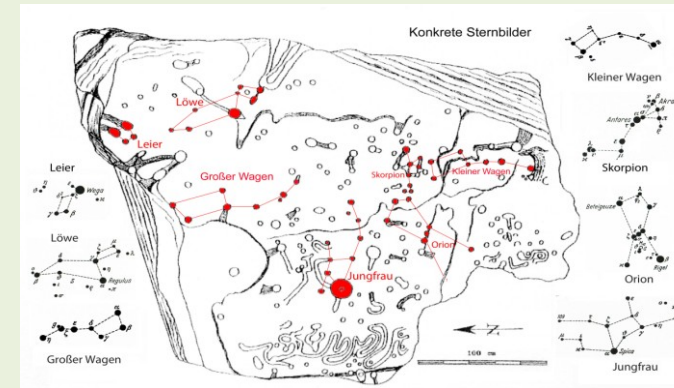 Konkrete Sternbilder
Kleiner Wagen
Löwe
Leier
Antares
Skorpion
Großer Wagen
Skorpion
Kleiner Wagen
Leier
Wega
Beteigeuze
Löwe
Orion
Regulus
Rigel
Orion
Jungfrau
Großer Wagen
100 mm
Spica
Jungfrau